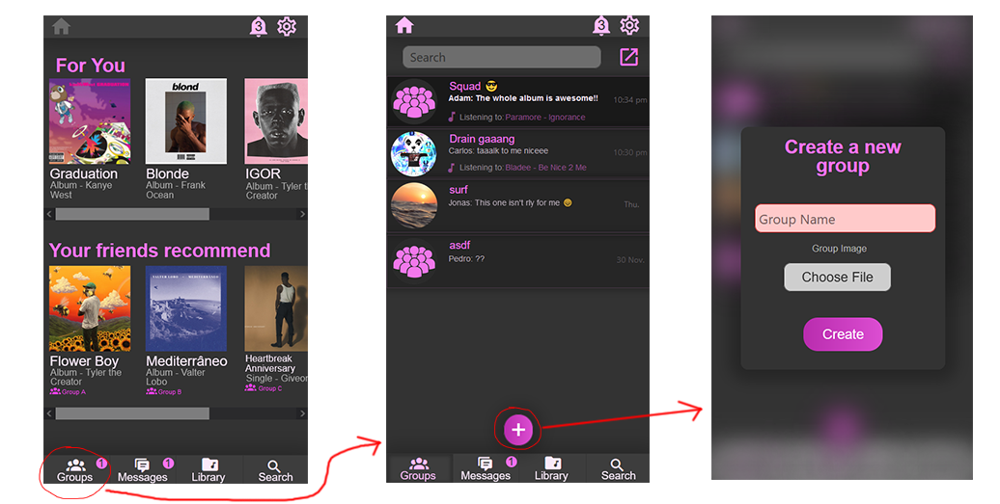 3
For You
blond
Graduation
Album - Kanye
West
Blonde
Album - Frank
Ocean
IGOR
Album - Tyler t
Creator
Your friends recommend
VALTER LOBO / MEDITERRÂNEO
Flower Boy
Album - Tyler the
Creator
Group A
Mediterrâneo
Album - Valter
Lobo
Group B
Heartbreak
Anniversary
Single - Giveon
Group C
Groups
1
Messages
1
Library
Search
3
Search
Squad 😎
Adam: The whole album is awesome!!
10:34 pm
Listening to: Paramore - Ignorance
Drain gaaang
Carlos: taaalk to me niceee
10:30 pm
Listening to: Bladee - Be Nice 2 Me
surf
Jonas: This one isn't rly for me
Thu.
asdf
Pedro: ??
30 Nov.
+
Groups
Messages
1
Library
Search
Create a new
group
Group Name
Group Image
Choose File
Create